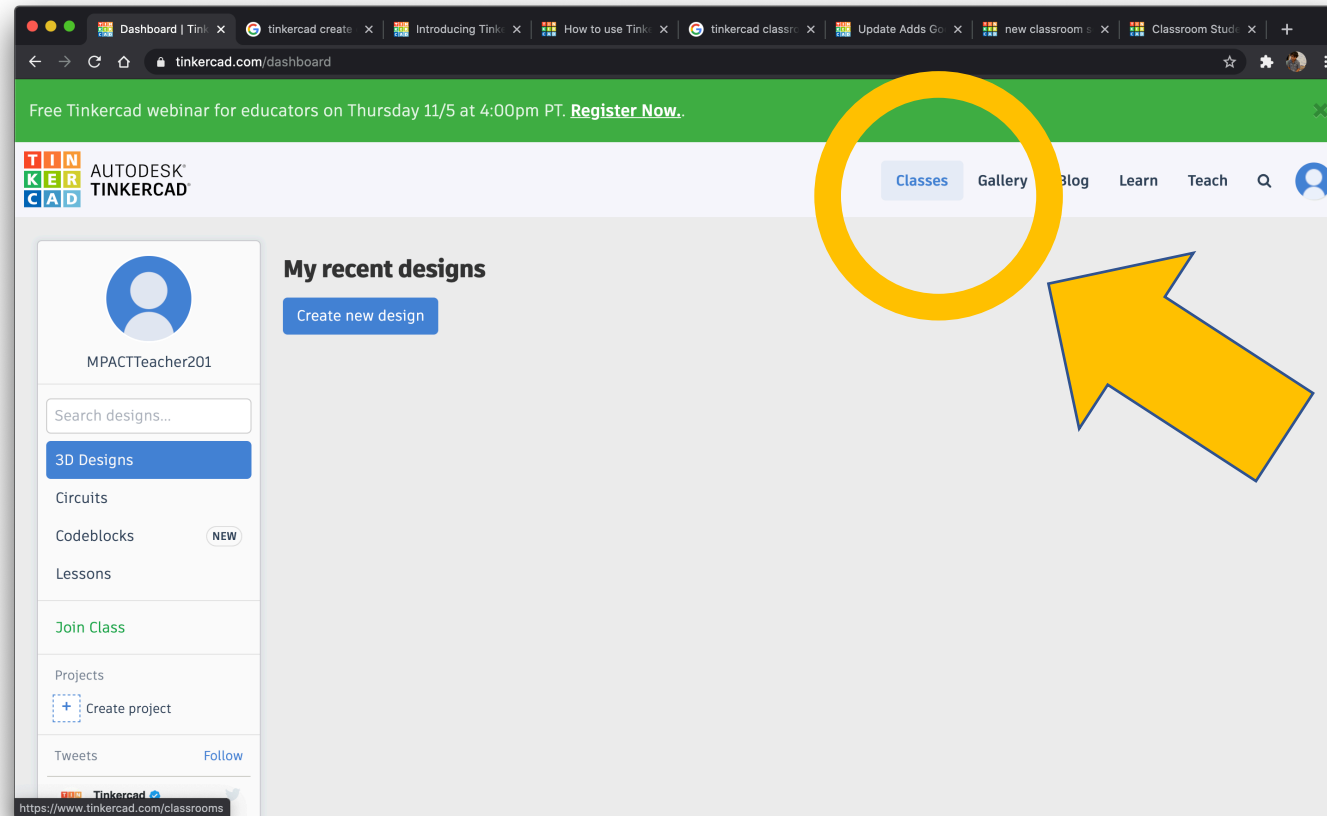 Dashboard | Tink
tinkercad create
Introducing Tinke
How to use Tinke
tinkercad classro
Update Adds Go
new classroom s
Classroom Stude
tinkercad.com/dashboard
Free Tinkercad webinar for educators on Thursday 11/5 at 4:00pm PT. Register Now..
TIN
KER
CAD
AUTODESK®
TINKERCAD®
Classes
Gallery
Blog
Learn
Teach
MPACTTeacher201
Search designs...
3D Designs
Circuits
Codeblocks NEW
Lessons
Join Class
Projects
+ Create project
Tweets Follow
Tinkercad
https://www.tinkercad.com/classrooms
My recent designs
Create new design